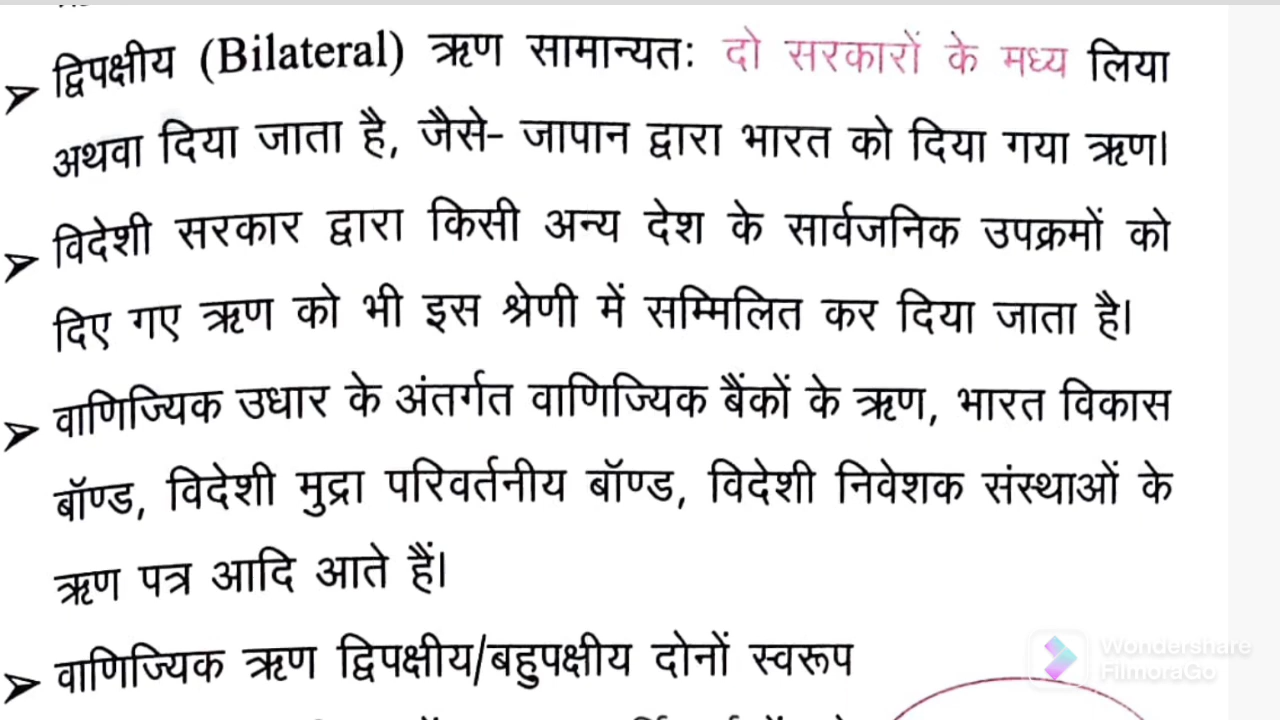 द्विपक्षीय (Bilateral) ऋण सामान्यतः दो सरकारों के मध्य लिया
अथवा दिया जाता है, जैसे- जापान द्वारा भारत को दिया गया ऋण।
विदेशी सरकार द्वारा किसी अन्य देश के सार्वजनिक उपक्रमों को
दिए गए ऋण को भी इस श्रेणी में सम्मिलित कर दिया जाता है।
वाणिज्यिक उधार के अंतर्गत वाणिज्यिक बैंकों के ऋण, भारत विकास
बॉण्ड, विदेशी मुद्रा परिवर्तनीय बॉण्ड, विदेशी निवेशक संस्थाओं के
ऋण पत्र आदि आते हैं।
वाणिज्यिक ऋण द्विपक्षीय/बहुपक्षीय दोनों स्वरूप
Wondershare
FilmoraGo